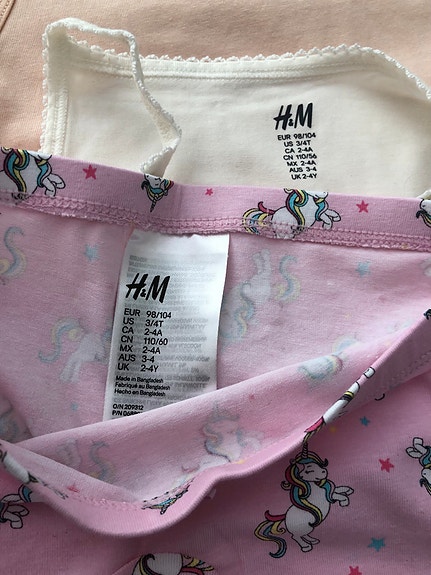 H&M
EUR 98/104
US 3/4T
CA 2-4A
CN 110/56
MX 2-4A
AUS 3-4
UK 2-4Y
H&M
EUR 98/104
US 3/4T
CA 2-4A
CN 110/60
MX 2-4A
AUS 3-4
UK 2-4Y
Made in Bangladesh
Fabriqué au Bangladesh
Hecho en Bangladesh
O/N 209312
P/N